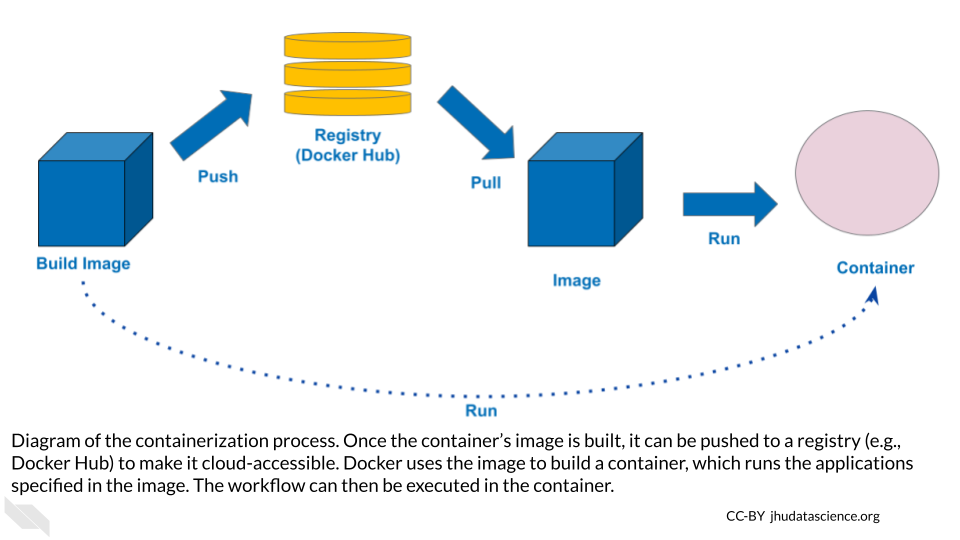 Registry
(Docker Hub)
Push
Pull
Run
Build Image
Image
Container
Run
Diagram of the containerization process. Once the container’s image is built, it can be pushed to a registry (e.g.,
Docker Hub) to make it cloud-accessible. Docker uses the image to build a container, which runs the applications
specified in the image. The workflow can then be executed in the container.
CC-BY jhudatascience.org